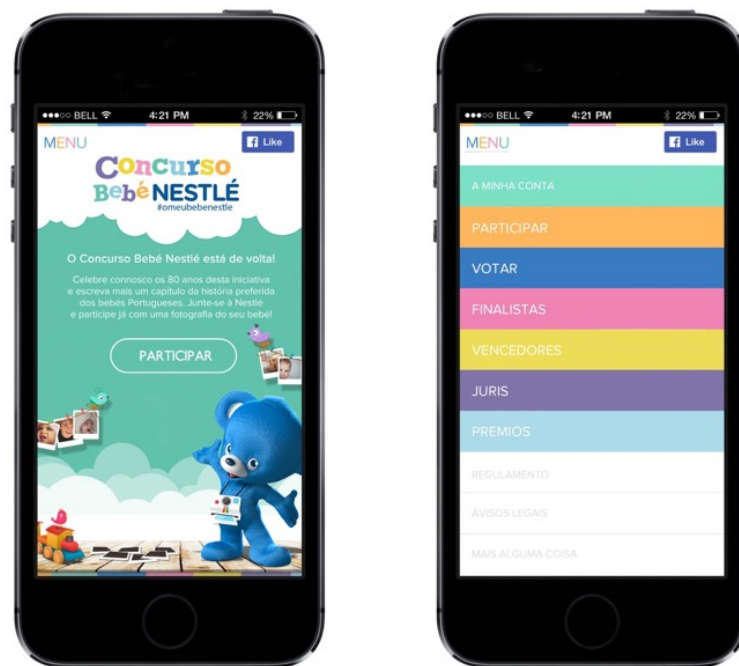 BELL 4:21 PM 22%
MENU
Like
Concurso
Bebé NESTLÉ
#omeubebenestle
O Concurso Bebé Nestlé está de volta!
Celebre connosco os 80 anos desta iniciativa
e escreva mais um capítulo da história preferida
dos bebés Portugueses. Junte-se à Nestlé
e participe já com uma fotografia do seu bebé!
PARTICIPAR
BELL 4:21 PM 22%
MENU
Like
A MINHA CONTA
PARTICIPAR
VOTAR
FINALISTAS
VENCEDORES
JURIS
PREMIOS
REGULAMENTO
AVISOS LEGAIS
MAIS ALGUMA COISA